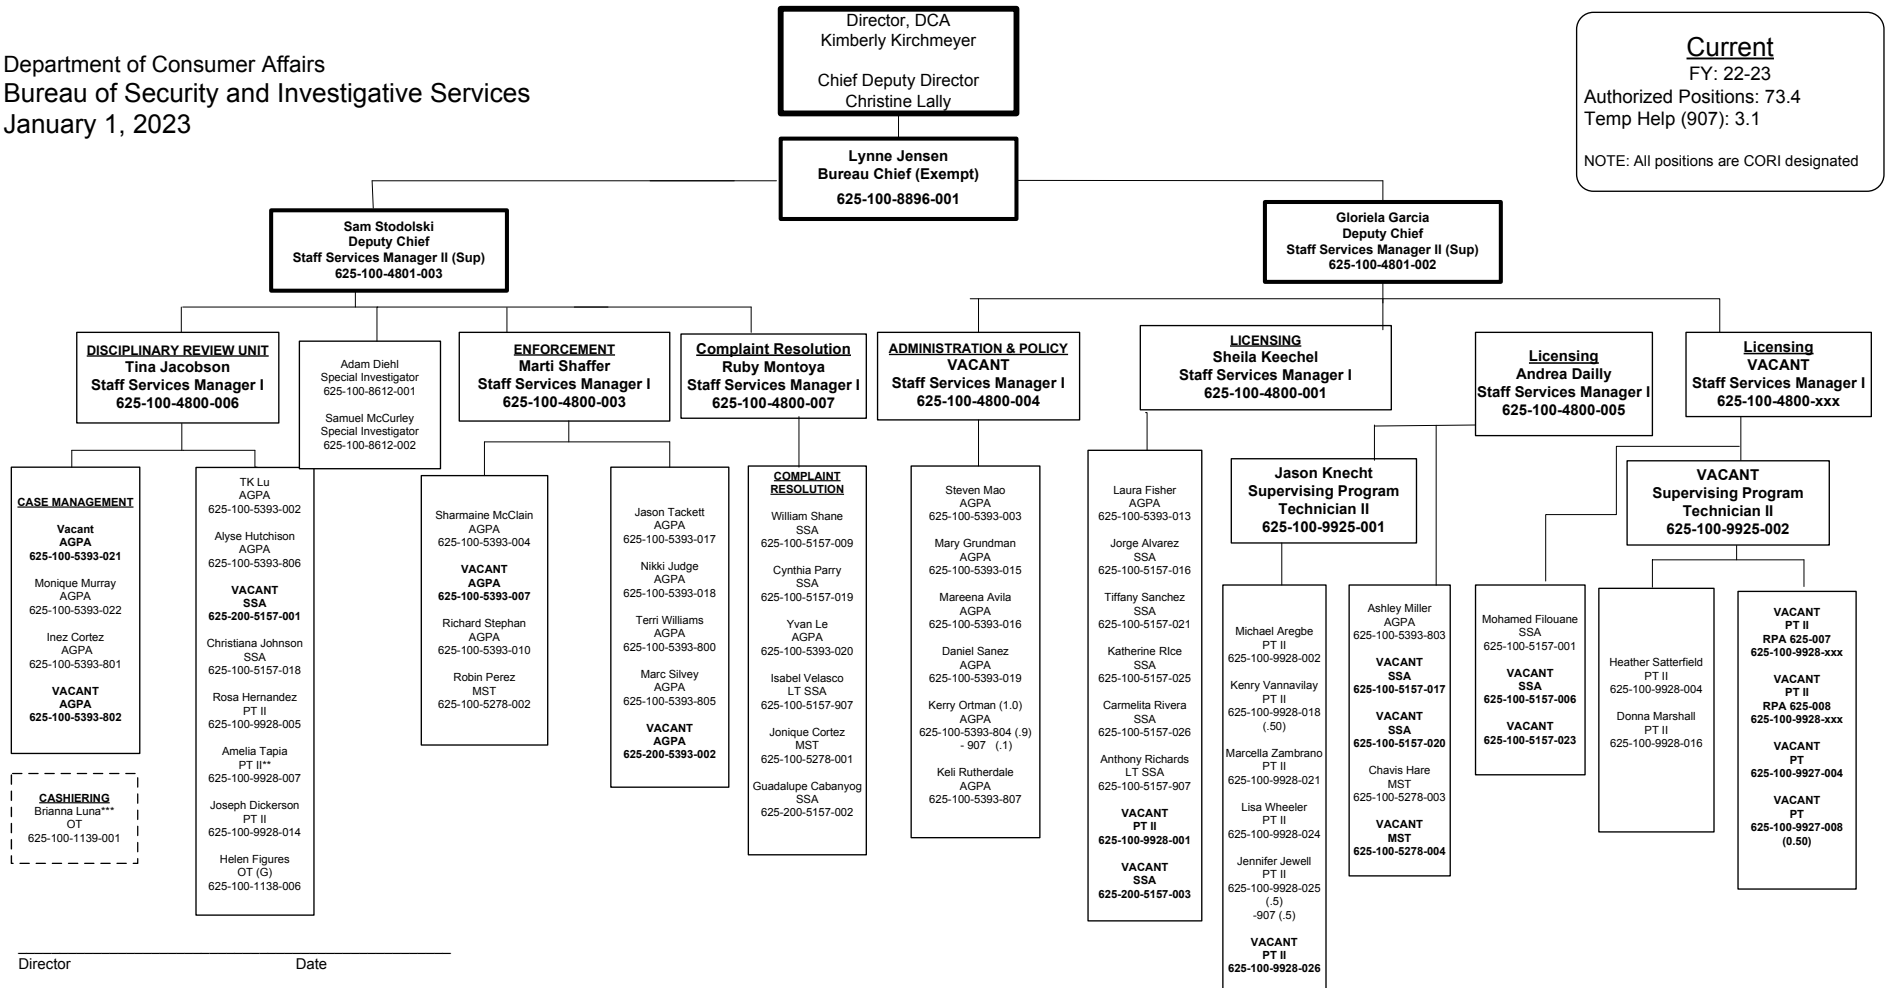 Department of Consumer Affairs
Bureau of Security and Investigative Services
January 1, 2023
Director, DCA
Kimberly Kirchmeyer
Chief Deputy Director
Christine Lally
Current
FY: 22-23
Authorized Positions: 73.4
Temp Help (907): 3.1
NOTE: All positions are CORI designated
Lynne Jensen
Bureau Chief (Exempt)
625-100-8896-001
Sam Stodolski
Deputy Chief
Staff Services Manager II (Sup)
625-100-4801-003
Gloriela Garcia
Deputy Chief
Staff Services Manager II (Sup)
625-100-4801-002
DISCIPLINARY REVIEW UNIT
Tina Jacobson
Staff Services Manager I
625-100-4800-006
Adam Diehl
Special Investigator
625-100-8612-001
Samuel McCurley
Special Investigator
625-100-8612-002
ENFORCEMENT
Marti Shaffer
Staff Services Manager I
625-100-4800-003
Complaint Resolution
Ruby Montoya
Staff Services Manager I
625-100-4800-007
ADMINISTRATION & POLICY
VACANT
Staff Services Manager I
625-100-4800-004
LICENSING
Sheila Keechel
Staff Services Manager I
625-100-4800-001
Licensing
Andrea Dailly
Staff Services Manager I
625-100-4800-005
Licensing
VACANT
Staff Services Manager I
625-100-4800-xxx
CASE MANAGEMENT
Vacant
AGPA
625-100-5393-021
Monique Murray
AGPA
625-100-5393-022
Inez Cortez
AGPA
625-100-5393-801
VACANT
AGPA
625-100-5393-802
CASHIERING
Brianna Luna***
OT
625-100-1139-001
TK Lu
AGPA
625-100-5393-002
Alyse Hutchison
AGPA
625-100-5393-806
VACANT
SSA
625-200-5157-001
Christiana Johnson
SSA
625-100-5157-018
Rosa Hernandez
PT II
625-100-9928-005
Amelia Tapia
PT II**
625-100-9928-007
Joseph Dickerson
PT II
625-100-9928-014
Helen Figures
OT (G)
625-100-1138-006
Sharmaine McClain
AGPA
625-100-5393-004
VACANT
AGPA
625-100-5393-007
Richard Stephan
AGPA
625-100-5393-010
Robin Perez
MST
625-100-5278-002
Jason Tackett
AGPA
625-100-5393-017
Nikki Judge
AGPA
625-100-5393-018
Terri Williams
AGPA
625-100-5393-800
Marc Silvey
AGPA
625-100-5393-805
VACANT
AGPA
625-200-5393-002
COMPLAINT
RESOLUTION
William Shane
SSA
625-100-5157-009
Cynthia Parry
SSA
625-100-5157-019
Yvan Le
AGPA
625-100-5393-020
Isabel Velasco
LT SSA
625-100-5157-907
Jonique Cortez
MST
625-100-5278-001
Guadalupe Cabanyog
SSA
625-200-5157-002
Steven Mao
AGPA
625-100-5393-003
Mary Grundman
AGPA
625-100-5393-015
Mareena Avila
AGPA
625-100-5393-016
Daniel Sanez
AGPA
625-100-5393-019
Kerry Ortman (1.0)
AGPA
625-100-5393-804 (.9)
- 907 (.1)
Keli Rutherdale
AGPA
625-100-5393-807
Laura Fisher
AGPA
625-100-5393-013
Jorge Alvarez
SSA
625-100-5157-016
Tiffany Sanchez
SSA
625-100-5157-021
Katherine RIce
SSA
625-100-5157-025
Carmelita Rivera
SSA
625-100-5157-026
Anthony Richards
LT SSA
625-100-5157-907
VACANT
PT II
625-100-9928-001
VACANT
SSA
625-200-5157-003
Jason Knecht
Supervising Program
Technician II
625-100-9925-001
Michael Aregbe
PT II
625-100-9928-002
Kenry Vannavilay
PT II
625-100-9928-018
(.50)
Marcella Zambrano
PT II
625-100-9928-021
Lisa Wheeler
PT II
625-100-9928-024
Jennifer Jewell
PT II
625-100-9928-025
(.5)
-907 (.5)
VACANT
PT II
625-100-9928-026
Ashley Miller
AGPA
625-100-5393-803
VACANT
SSA
625-100-5157-017
VACANT
SSA
625-100-5157-020
Chavis Hare
MST
625-100-5278-003
VACANT
MST
625-100-5278-004
VACANT
Supervising Program
Technician II
625-100-9925-002
Mohamed Filouane
SSA
625-100-5157-001
VACANT
SSA
625-100-5157-006
VACANT
625-100-5157-023
Heather Satterfield
PT II
625-100-9928-004
Donna Marshall
PT II
625-100-9928-016
VACANT
PT II
RPA 625-007
625-100-9928-xxx
VACANT
PT II
RPA 625-008
625-100-9928-xxx
VACANT
PT
625-100-9927-004
VACANT
PT
625-100-9927-008
(0.50)
Director Date